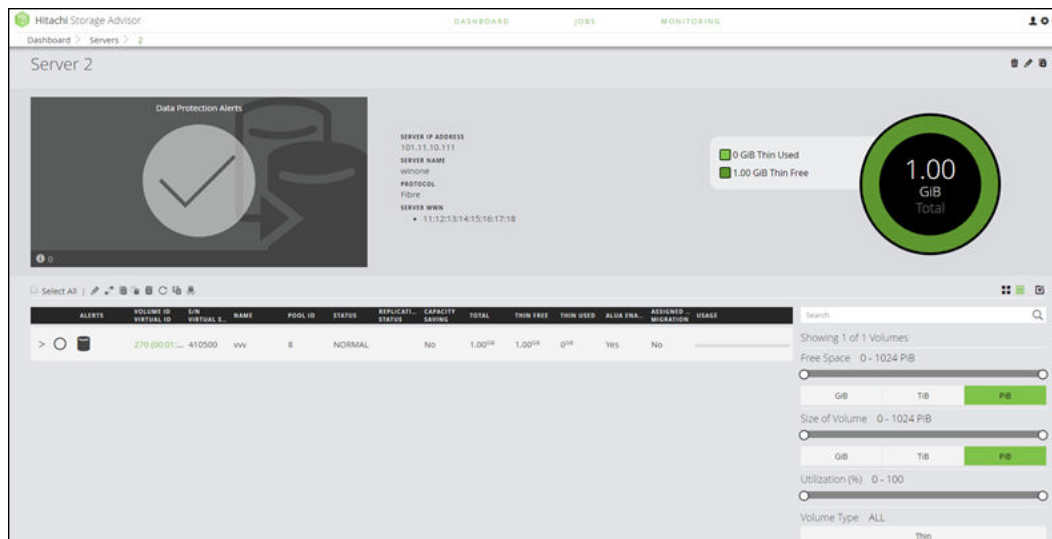 Hitachi Storage Advisor
DASHBOARD JOBS MONITORING
Dashboard > Servers > 2
Server 2
Data Protection Alerts
0
SERVER IP ADDRESS
101.11.10.111
SERVER NAME
winone
PROTOCOL
Fibre
SERVER WWN
• 11:12:13:14:15:16:17:18
0 GiB Thin Used
1.00 GiB Thin Free
1.00
GiB
Total
Select All
ALERTS VOLUME ID VIRTUAL ID S/N VIRTUAL S... NAME POOL ID STATUS REPLICATI... STATUS CAPACITY SAVING TOTAL THIN FREE THIN USED ALUA ENA... ASSIGNED ... MIGRATION USAGE
> 270 (00:01:... 410500 vvv 8 NORMAL No 1.00GiB 1.00GiB 0GiB Yes No
Search
Showing 1 of 1 Volumes
Free Space 0 - 1024 PiB
GiB TiB PiB
Size of Volume 0 - 1024 PiB
GiB TiB PiB
Utilization (%) 0 - 100
Volume Type ALL
Thin